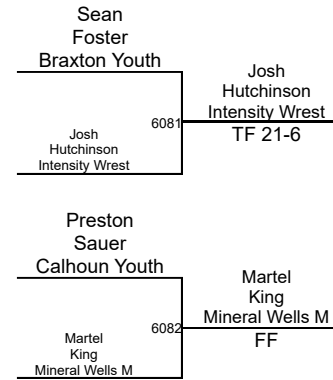 Sean
Foster
Braxton Youth
Josh
Hutchinson
Intensity Wrest
6081
Josh
Hutchinson
Intensity Wrest
TF 21-6
Preston
Sauer
Calhoun Youth
Martel
King
Mineral Wells M
6082
Martel
King
Mineral Wells M
FF